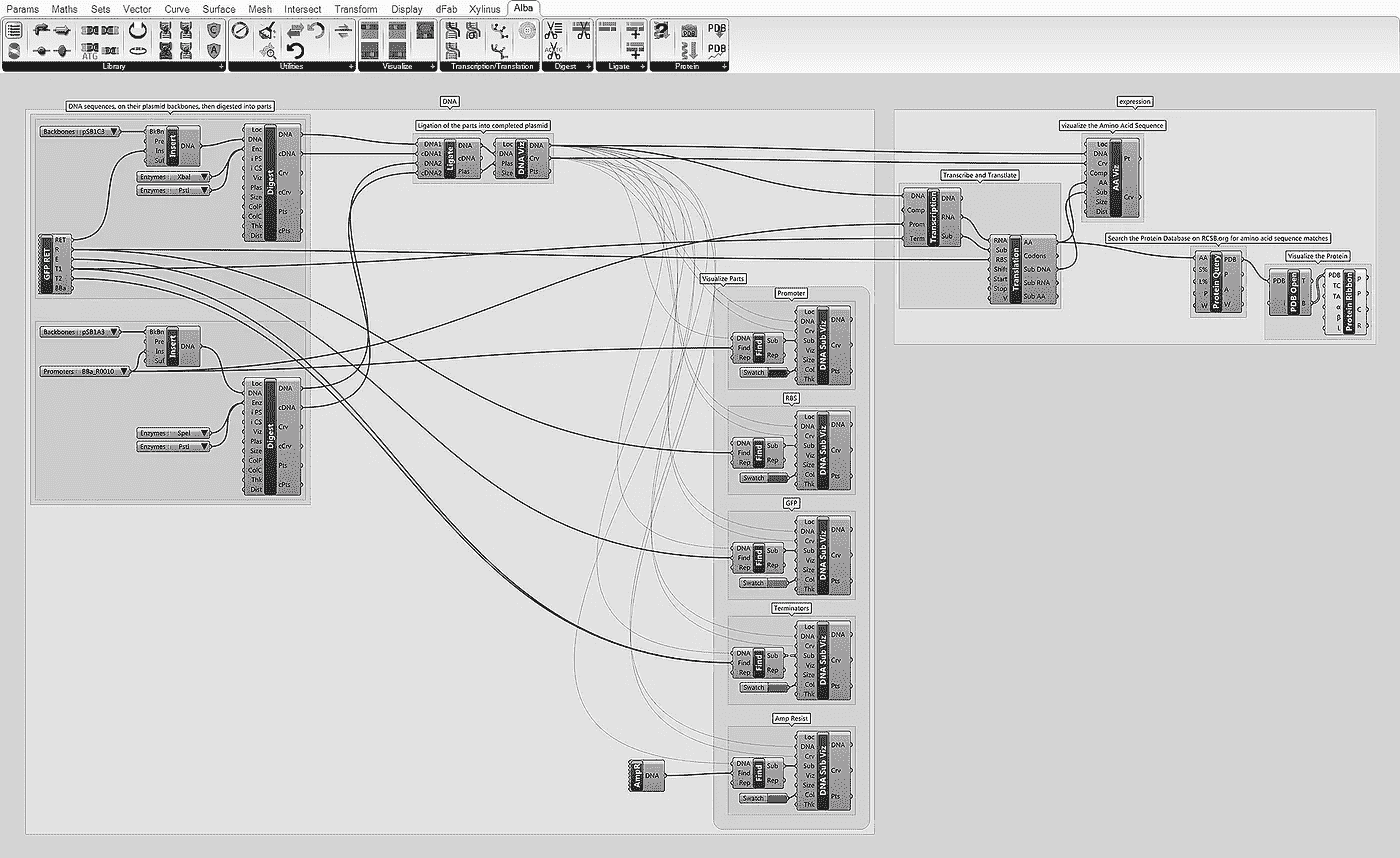 Params Maths Sets Vector Curve Surface Mesh Intersect Transform Display dFab Xylinus Alba
ATG
C
A
PDB
PDB
PDB
Library + Utilities + Visualize + Transcription/Translation Digest + Ligate + Protein +
DNA sequences, on their plasmid backbones, then digested into parts
Backbones pSB1C3
BkBn
Pre
Ins
Suf
Insert
DNA
Enzymes XbaI
Enzymes PstI
Loc
DNA
Enz
i PS
i CS
Viz
Plas
Size
ColP
ColC
Thk
Dist
Digest
DNA
cDNA
Crv
cCrv
Pts
cPts
GFP RET
RET
R
E
T1
T2
BBa
Backbones pSB1A3
BkBn
Pre
Ins
Suf
Insert
DNA
Promoters BBa_R0010
Enzymes SpeI
Enzymes PstI
Loc
DNA
Enz
i PS
i CS
Viz
Plas
Size
ColP
ColC
Thk
Dist
Digest
DNA
cDNA
Crv
cCrv
Pts
cPts
DNA
Ligation of the parts into completed plasmid
DNA1
cDNA1
DNA2
cDNA2
Ligate
DNA
cDNA
Plas
Loc
DNA
Plas
Size
DNA Viz
DNA
Crv
Pts
Visualize Parts
Promoter
DNA
Find
Rep
Find
Sub
Rep
Swatch
Loc
DNA
Crv
Sub
Viz
Size
Col
Thk
DNA Sub Viz
DNA
Crv
Pts
RBS
DNA
Find
Rep
Find
Sub
Rep
Swatch
Loc
DNA
Crv
Sub
Viz
Size
Col
Thk
DNA Sub Viz
DNA
Crv
Pts
GFP
DNA
Find
Rep
Find
Sub
Rep
Swatch
Loc
DNA
Crv
Sub
Viz
Size
Col
Thk
DNA Sub Viz
DNA
Crv
Pts
Terminators
DNA
Find
Rep
Find
Sub
Rep
Swatch
Loc
DNA
Crv
Sub
Viz
Size
Col
Thk
DNA Sub Viz
DNA
Crv
Pts
Amp Resist
AmpR
DNA
DNA
Find
Rep
Find
Sub
Rep
Swatch
Loc
DNA
Crv
Sub
Viz
Size
Col
Thk
DNA Sub Viz
DNA
Crv
Pts
expression
vizualize the Amino Acid Sequence
Loc
DNA
Crv
Comp
AA
Sub
Size
Dist
AA Viz
Pt
Crv
Transcribe and Transtlate
DNA
Comp
Prom
Term
Transcription
DNA
RNA
Sub
RNA
Sub
RBS
Shift
Start
Stop
V
Translation
AA
Codons
Sub DNA
Sub RNA
Sub AA
Search the Protein Database on RCSB.org for amino acid sequence matches
AA
S%
L%
P
V
Protein Query
PDB
P
A
W
Visualize the Protein
PDB
PDB Open
T
B
PDB
TC
TA
α
β
L
Protein Ribbon
P
P
C
R